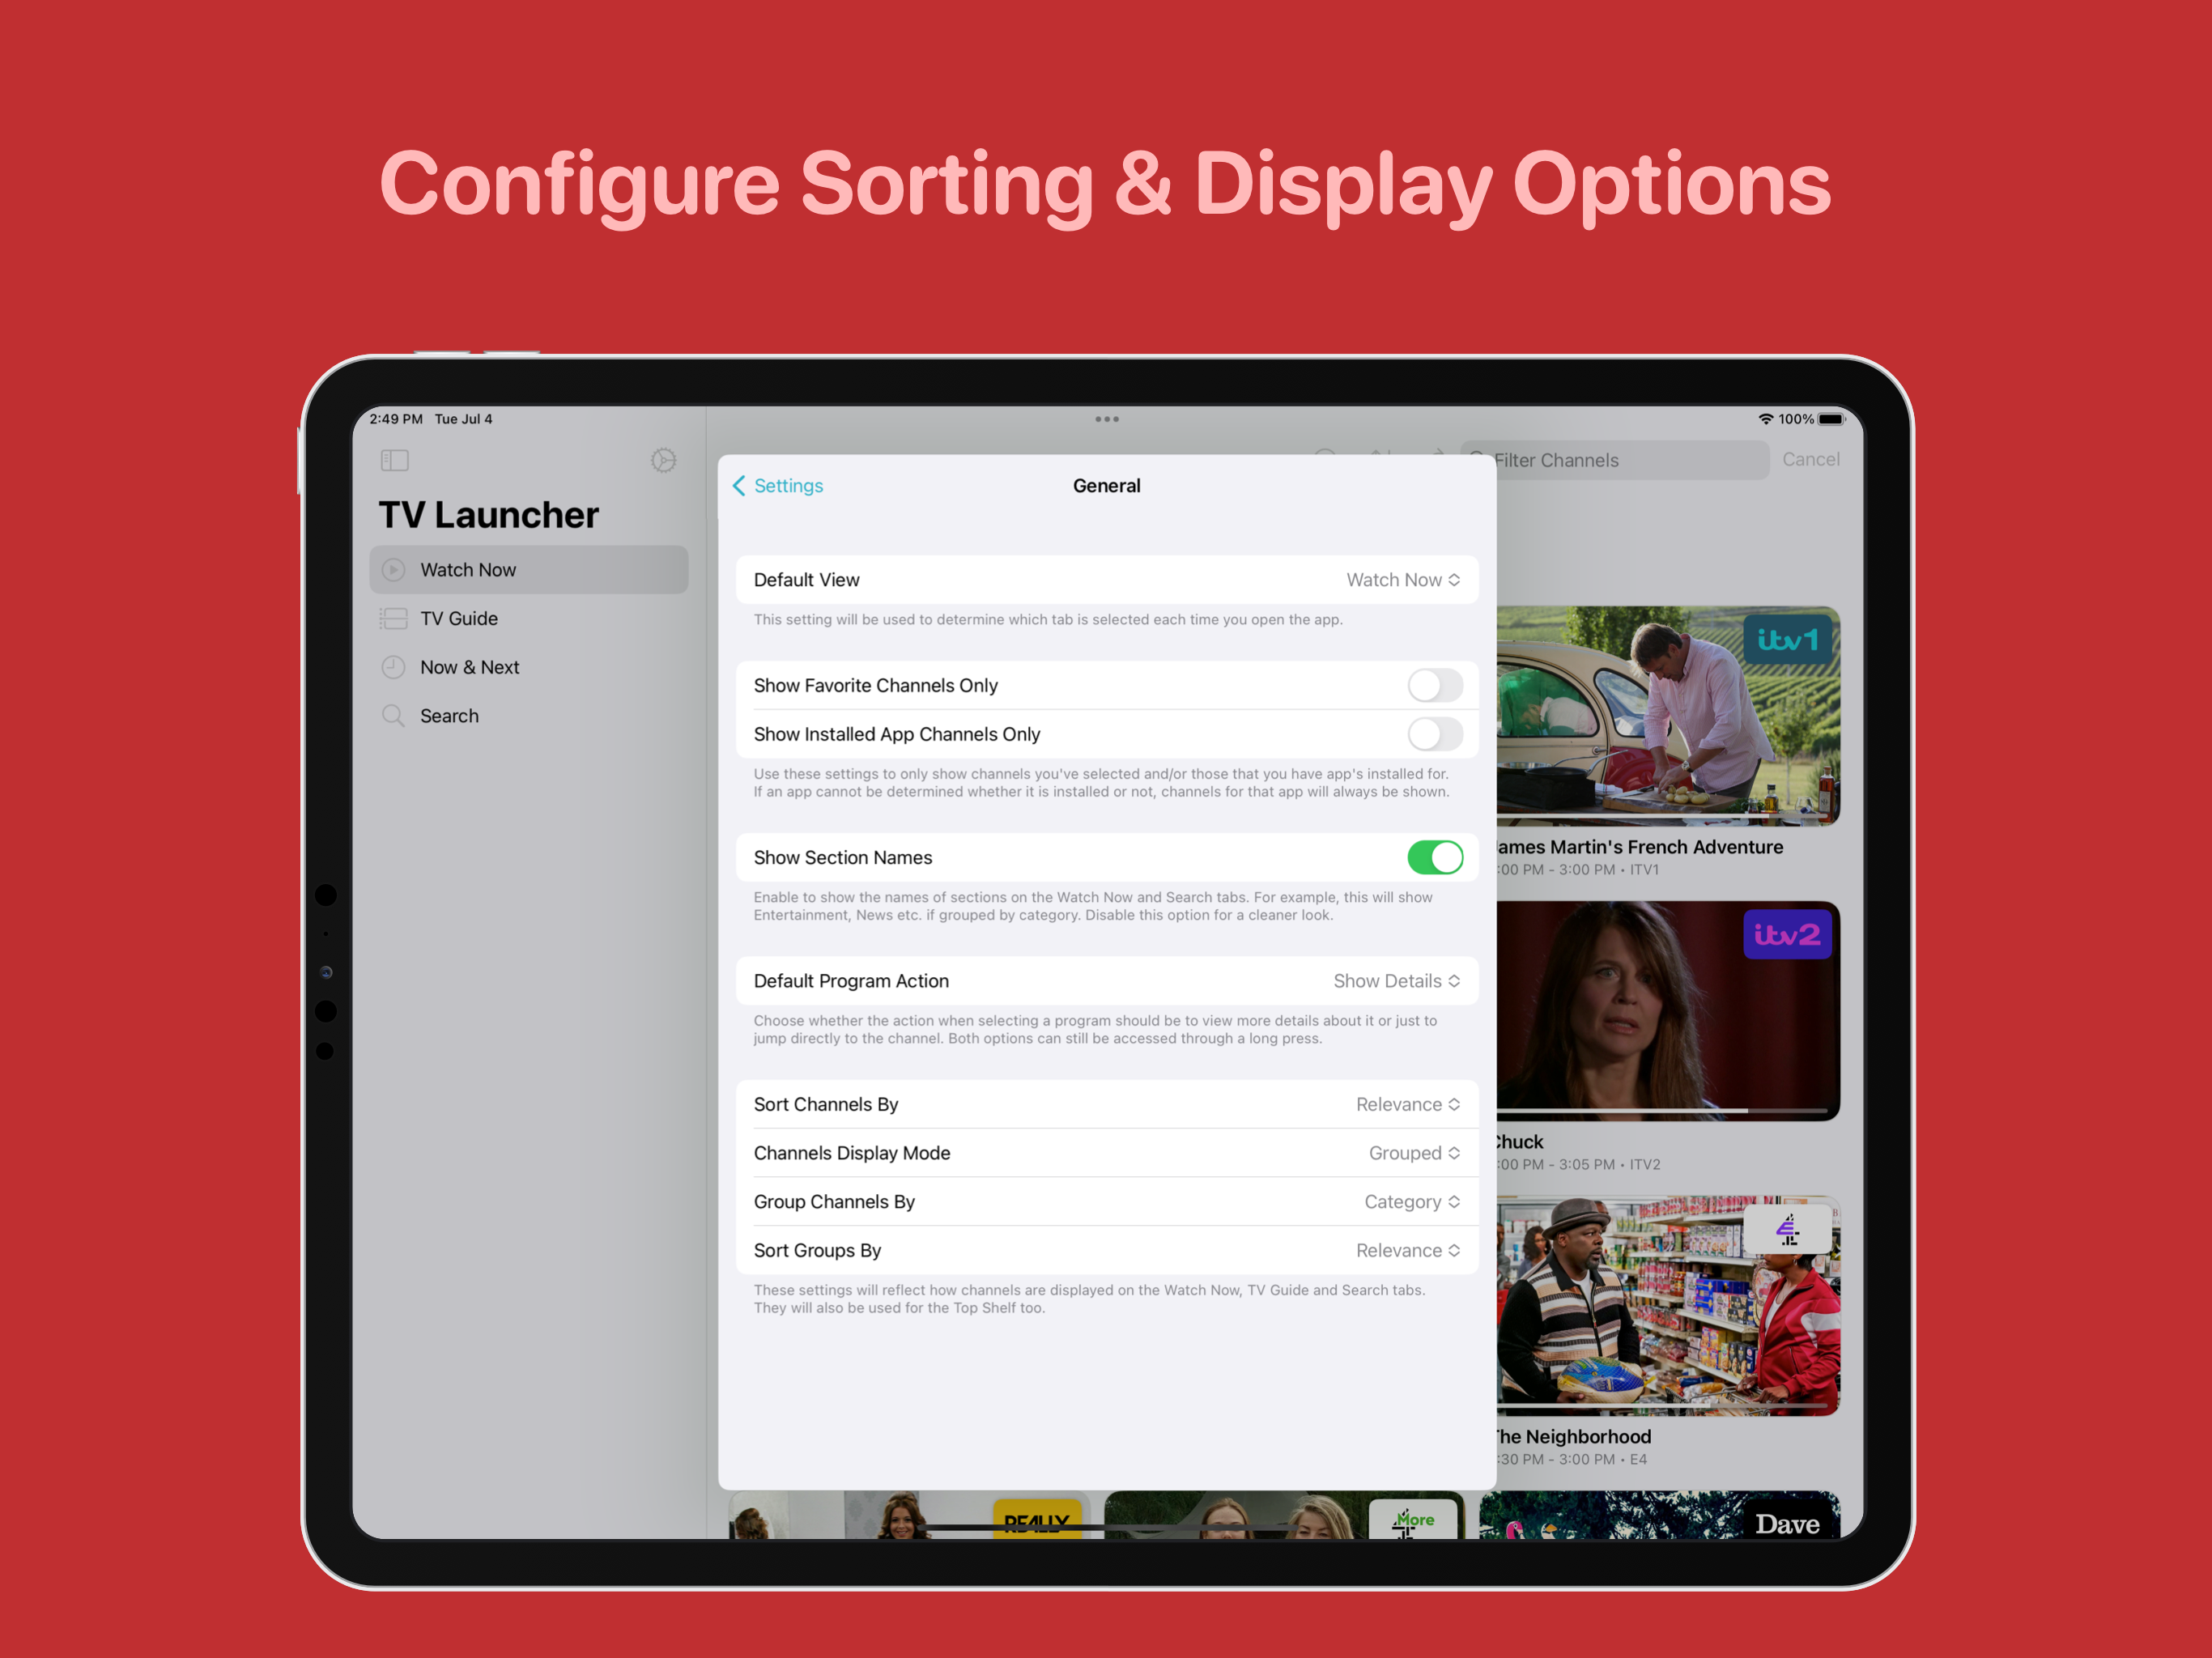 Configure Sorting & Display Options
2:49 PM Tue Jul 4
100%
TV Launcher
Watch Now
TV Guide
Now & Next
Search
Filter Channels
Cancel
Settings
General
Default View
Watch Now
This setting will be used to determine which tab is selected each time you open the app.
Show Favorite Channels Only
Show Installed App Channels Only
Use these settings to only show channels you've selected and/or those that you have app's installed for.
If an app cannot be determined whether it is installed or not, channels for that app will always be shown.
Show Section Names
Enable to show the names of sections on the Watch Now and Search tabs. For example, this will show
Entertainment, News etc. if grouped by category. Disable this option for a cleaner look.
Default Program Action
Show Details
Choose whether the action when selecting a program should be to view more details about it or just to
jump directly to the channel. Both options can still be accessed through a long press.
Sort Channels By
Relevance
Channels Display Mode
Grouped
Group Channels By
Category
Sort Groups By
Relevance
These settings will reflect how channels are displayed on the Watch Now, TV Guide and Search tabs.
They will also be used for the Top Shelf too.
itv1
ames Martin's French Adventure
:00 PM - 3:00 PM • ITV1
itv2
Chuck
:00 PM - 3:05 PM • ITV2
The Neighborhood
:30 PM - 3:00 PM • E4
REALLY
More
Dave